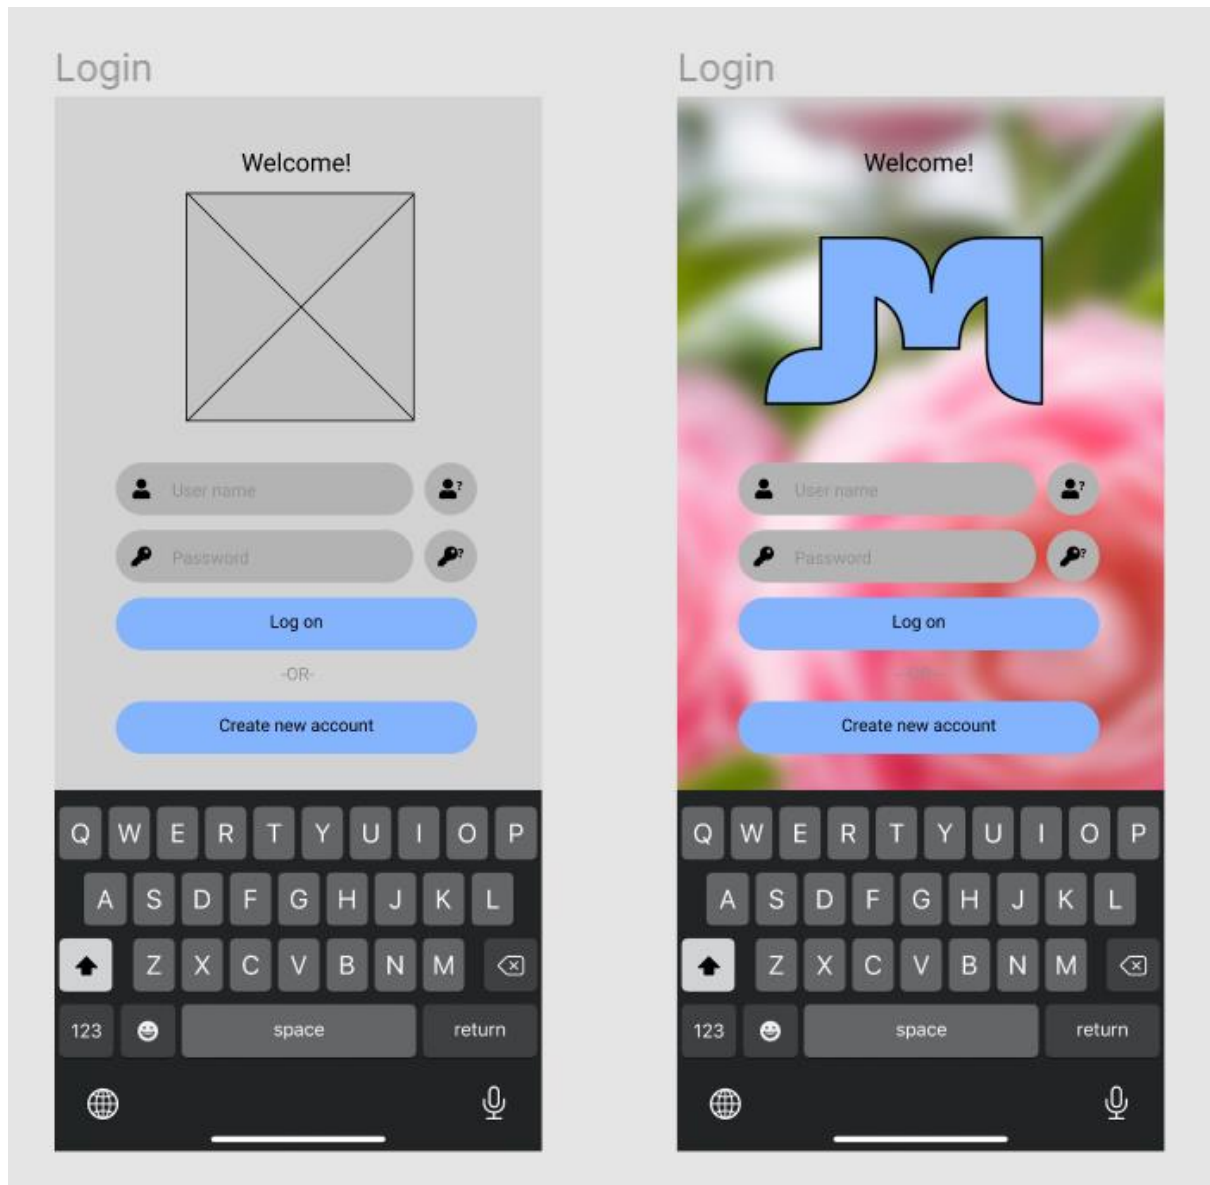 Login
Welcome!
User name
?
Password
?
Log on
-OR-
Create new account
Q W E R T Y U I O P
A S D F G H J K L
Z X C V B N M
123 space return
Login
Welcome!
M
User name
?
Password
?
Log on
-OR-
Create new account
Q W E R T Y U I O P
A S D F G H J K L
Z X C V B N M
123 space return